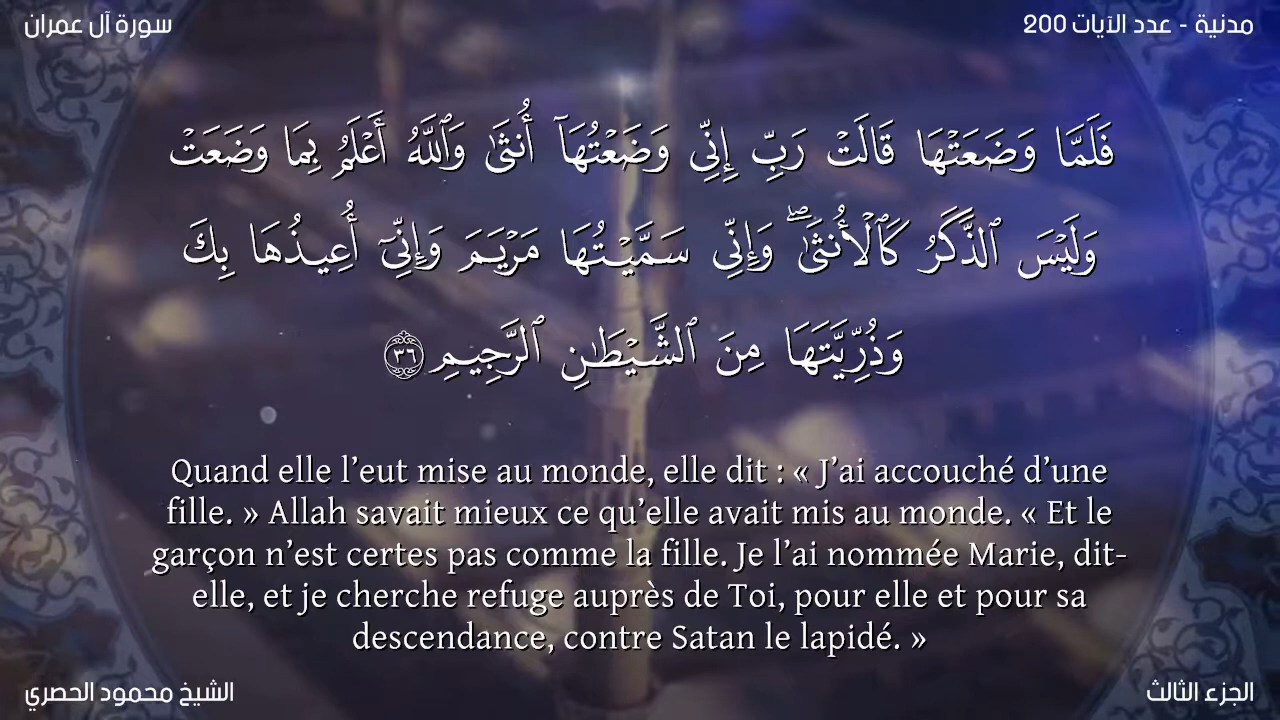 مدنية - عدد الآيات 200
سورة آل عمران
فَلَمَّا وَضَعَتْهَا قَالَتْ رَبِّ إِنِّى وَضَعْتُهَآ أُنثَىٰ وَٱللَّهُ أَعْلَمُ بِمَا وَضَعَتْ
وَلَيْسَ ٱلذَّكَرُ كَٱلْأُنثَىٰ ۖ وَإِنِّى سَمَّيْتُهَا مَرْيَمَ وَإِنِّىٓ أُعِيذُهَا بِكَ
وَذُرِّيَّتَهَا مِنَ ٱلشَّيْطَـٰنِ ٱلرَّجِيمِ ٣٦
Quand elle l’eut mise au monde, elle dit : « J’ai accouché d’une
fille. » Allah savait mieux ce qu’elle avait mis au monde. « Et le
garçon n’est certes pas comme la fille. Je l’ai nommée Marie, dit-
elle, et je cherche refuge auprès de Toi, pour elle et pour sa
descendance, contre Satan le lapidé. »
الجزء الثالث
الشيخ محمود الحصري